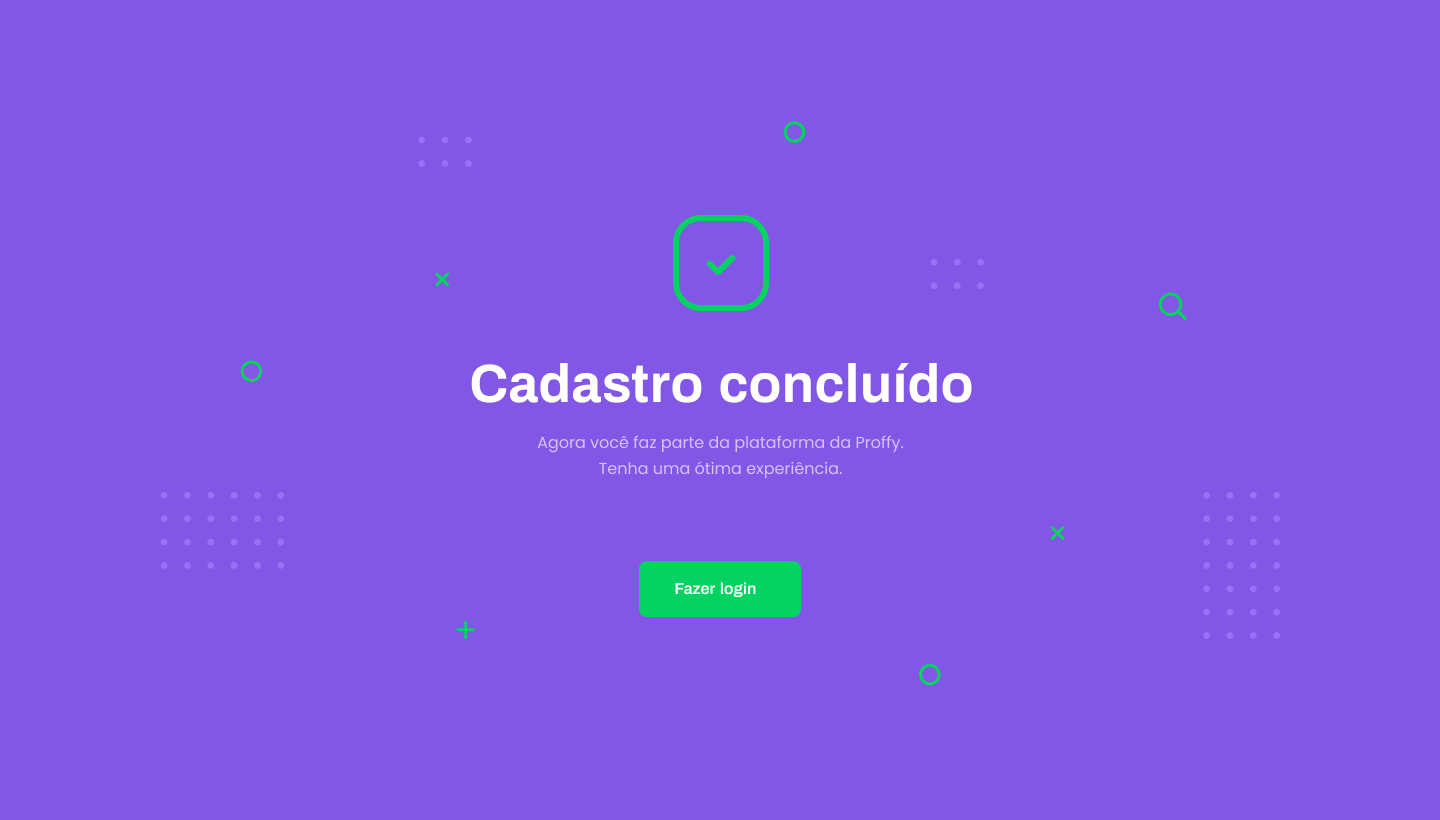 Cadastro concluído
Agora você faz parte da plataforma da Proffy.
Tenha uma ótima experiência.
Fazer login